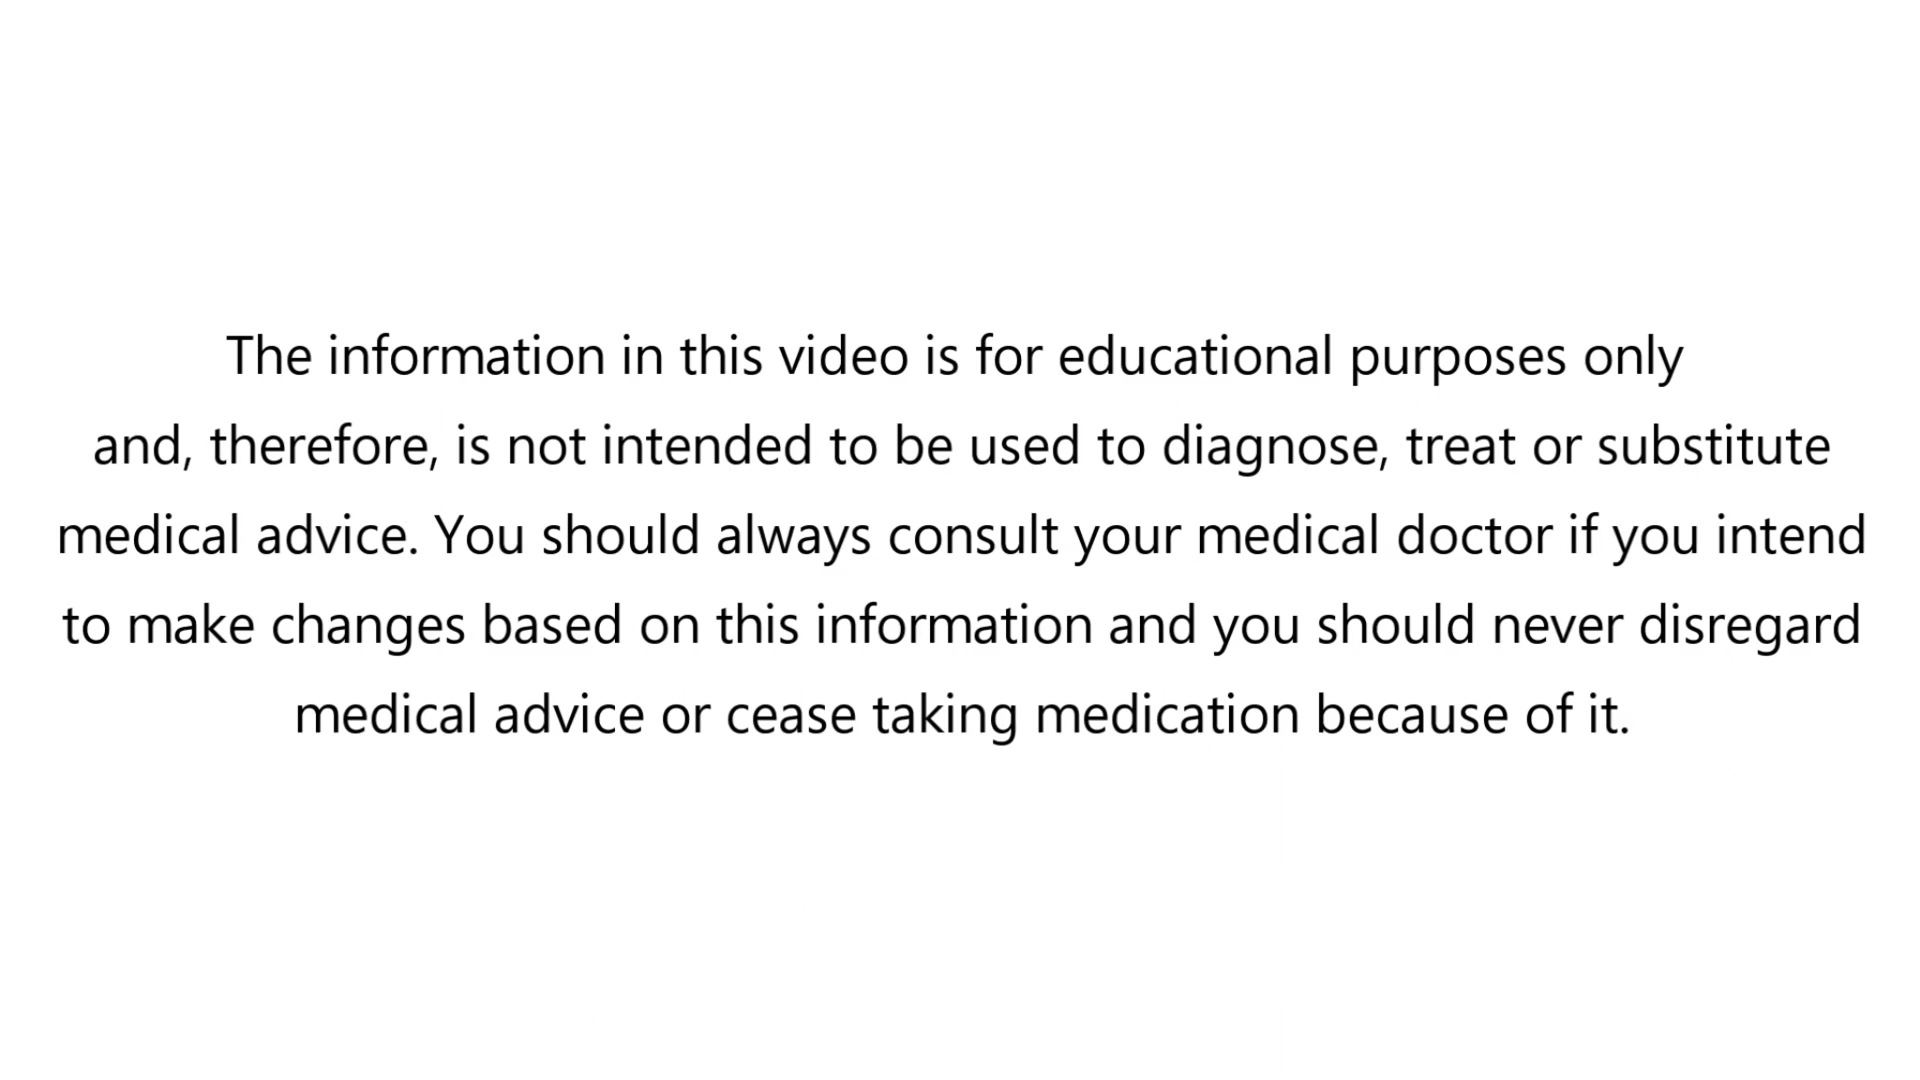 The information in this video is for educational purposes only
and, therefore, is not intended to be used to diagnose, treat or substitute
medical advice. You should always consult your medical doctor if you intend
to make changes based on this information and you should never disregard
medical advice or cease taking medication because of it.